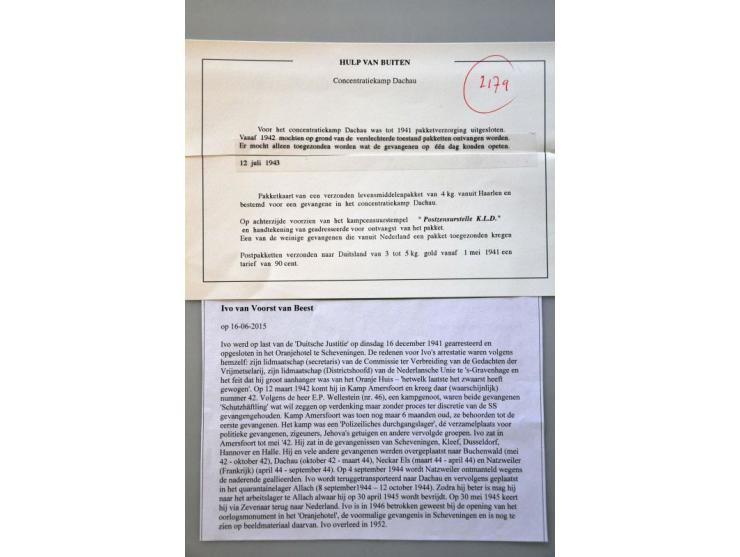 HULP VAN BUITEN
Concentratiekamp Dachau
2179
Voor het concentratiekamp Dachau was tot 1941 pakketverzorging uitgesloten.
Vanaf 1942 mochten op grond van de verslechterde toestand pakketten ontvangen worden.
Er mocht alleen toegezonden worden wat de gevangenen op één dag konden opeten.
12 juli 1943
Pakketkaart van een verzonden levensmiddelenpakket van 4 kg vanuit Haarlem en
bestemd voor een gevangene in het concentratiekamp Dachau.
Op achterzijde voorzien van het kampcensuurstempel " Postzensurstelle K.L.D."
en handtekening van geadresseerde voor ontvangst van het pakket.
Een van de weinige gevangenen die vanuit Nederland een pakket toegezonden kregen
Postpakketten verzonden naar Duitsland van 3 tot 5 kg. gold vanaf 1 mei 1941 een
tarief van 90 cent.
Ivo van Voorst van Beest
op 16-06-2015
Ivo werd op last van de 'Duitsche Justitie' op dinsdag 16 december 1941 gearresteerd en
opgesloten in het Oranjehotel te Scheveningen. De redenen voor Ivo's arrestatie waren volgens
hemzelf: zijn lidmaatschap (secretaris) van de Commissie ter Verbreiding van de Gedachten der
Vrijmetselarij, zijn lidmaatschap (Districtshoofd) van de Nederlansche Unie te 's-Gravenhage en
het feit dat hij groot aanhanger was van het Oranje Huis – 'hetwelk laatste het zwaarst heeft
gewogen'. Op 12 maart 1942 komt hij in Kamp Amersfoort en kreeg daar (waarschijnlijk)
nummer 42. Volgens de heer E.P. Wellestein (nr. 46), een kampgenoot, waren beide gevangenen
'Schutzhäftling' wat wil zeggen op verdenking maar zonder proces ter discretie van de SS
gevangengehouden. Kamp Amersfoort was toen nog maar 6 maanden oud, ze behoorden tot de
eerste gevangenen. Het kamp was een 'Polizeiliches durchgangslager', dé verzamelplaats voor
politieke gevangenen, zigeuners, Jehova's getuigen en andere vervolgde groepen. Ivo zat in
Amersfoort tot mei '42. Hij zat in de gevangenissen van Scheveningen, Kleef, Dusseldorf,
Hannover en Halle. Hij en vele andere gevangenen werden overgeplaatst naar Buchenwald (mei
42 - oktober 42), Dachau (oktober 42 - maart 44), Neckar Els (maart 44 - april 44) en Natzweiler
(Frankrijk) (april 44 - september 44). Op 4 september 1944 wordt Natzweiler ontmanteld wegens
de naderende geallieerden. Ivo wordt teruggetransporteerd naar Dachau en vervolgens geplaatst
in het quarantainelager Allach (8 september1944 – 12 october 1944). Zodra hij beter is mag hij
naar het arbeitslager te Allach alwaar hij op 30 april 1945 wordt bevrijdt. Op 30 mei 1945 keert
hij via Zevenaar terug naar Nederland. Ivo is in 1946 betrokken geweest bij de opening van het
oorlogsmonument in het 'Oranjehotel', de voormalige gevangenis in Scheveningen en is nog te
zien op beeldmateriaal daarvan. Ivo overleed in 1952.